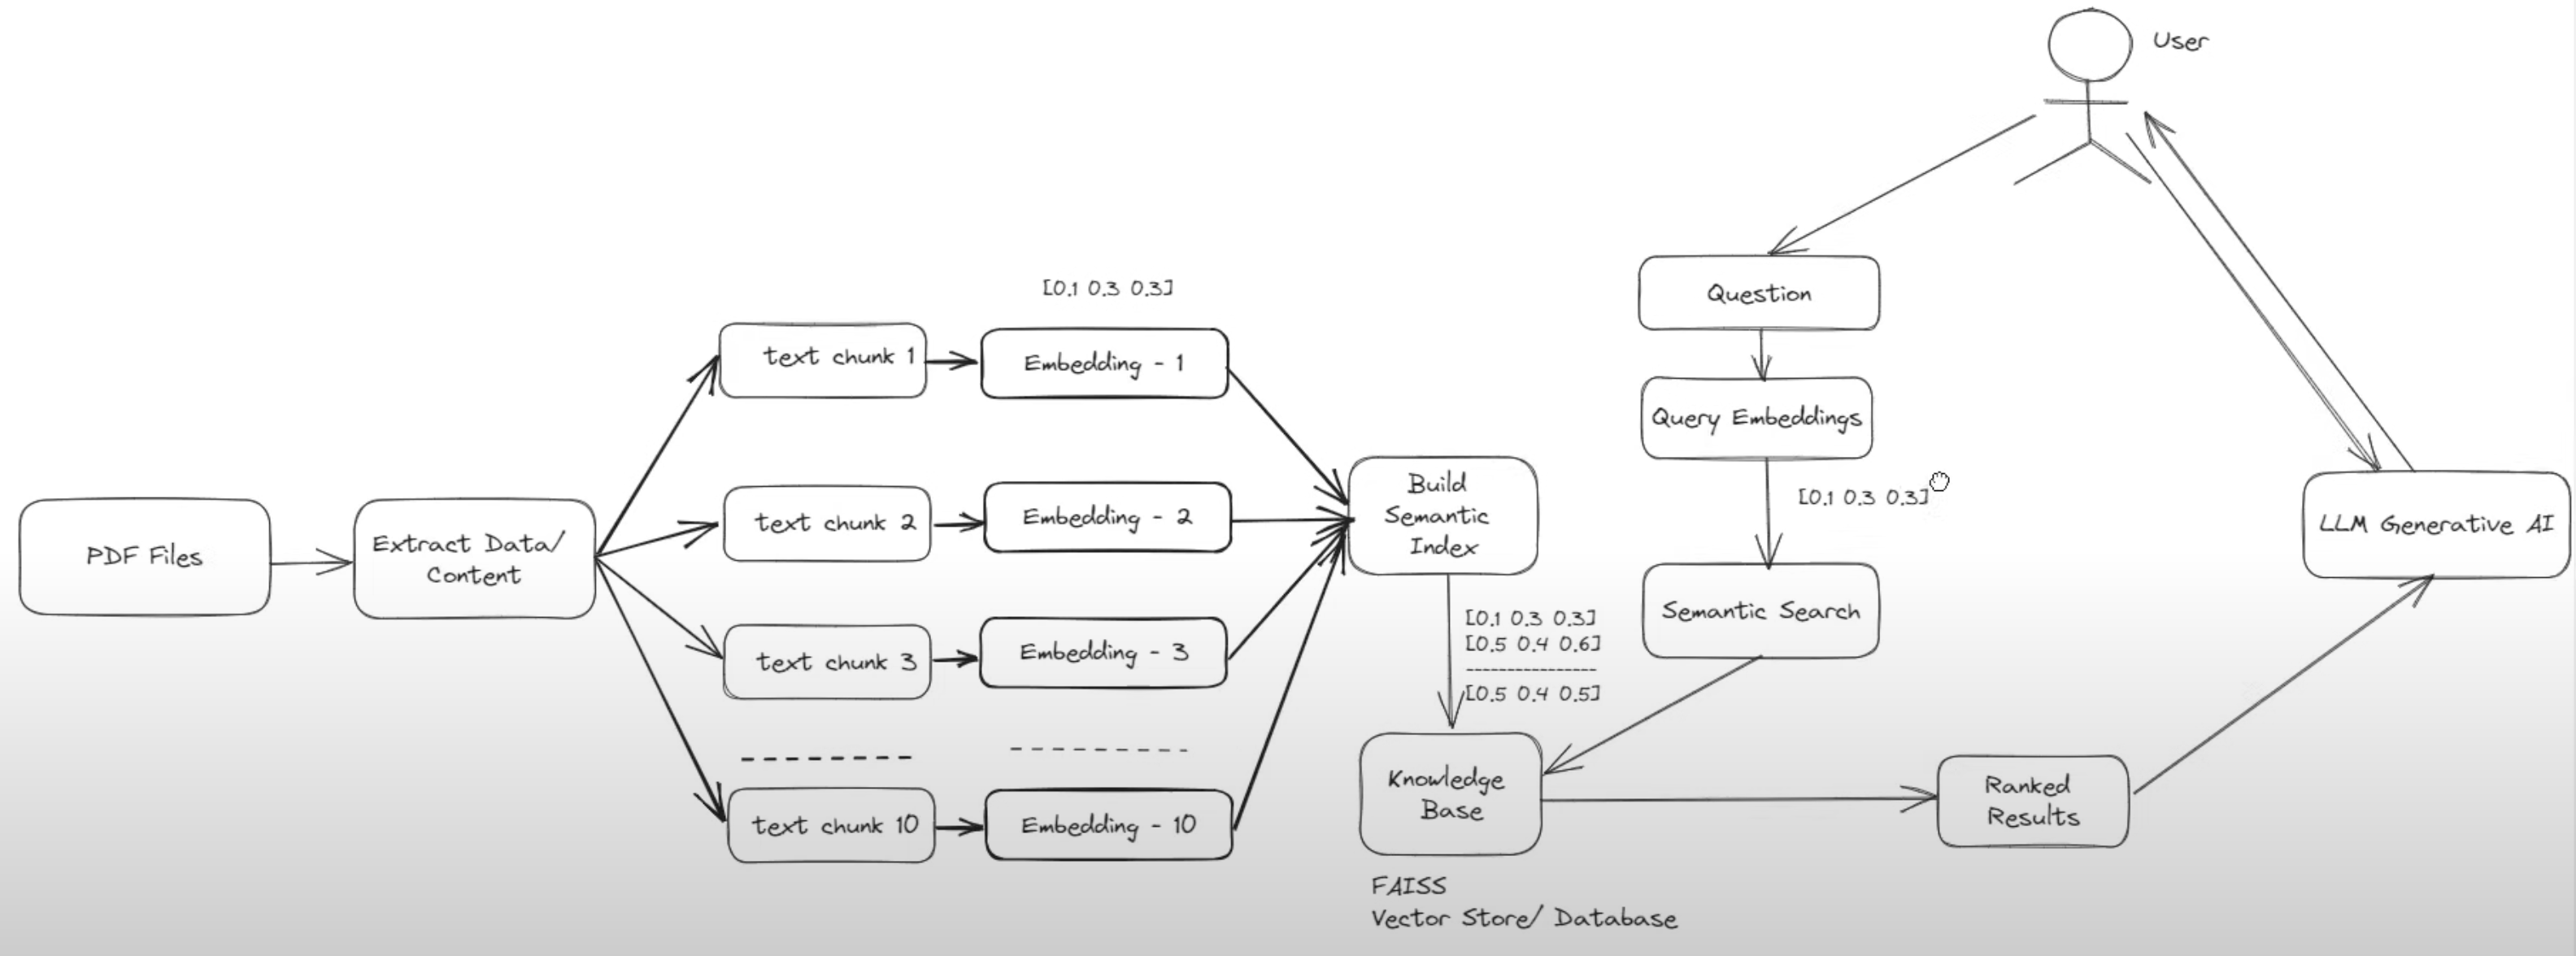 User
[0.1 0.3 0.3]
Question
text chunk 1
Embedding - 1
Query Embeddings
Build
Semantic
Index
[0.1 0.3 0.3]
PDF Files
Extract Data/
Content
text chunk 2
Embedding - 2
LLM Generative AI
[0.1 0.3 0.3]
[0.5 0.4 0.6]
[0.5 0.4 0.5]
Semantic Search
text chunk 3
Embedding - 3
text chunk 10
Embedding - 10
Knowledge
Base
Ranked
Results
FAISS
Vector Store/ Database